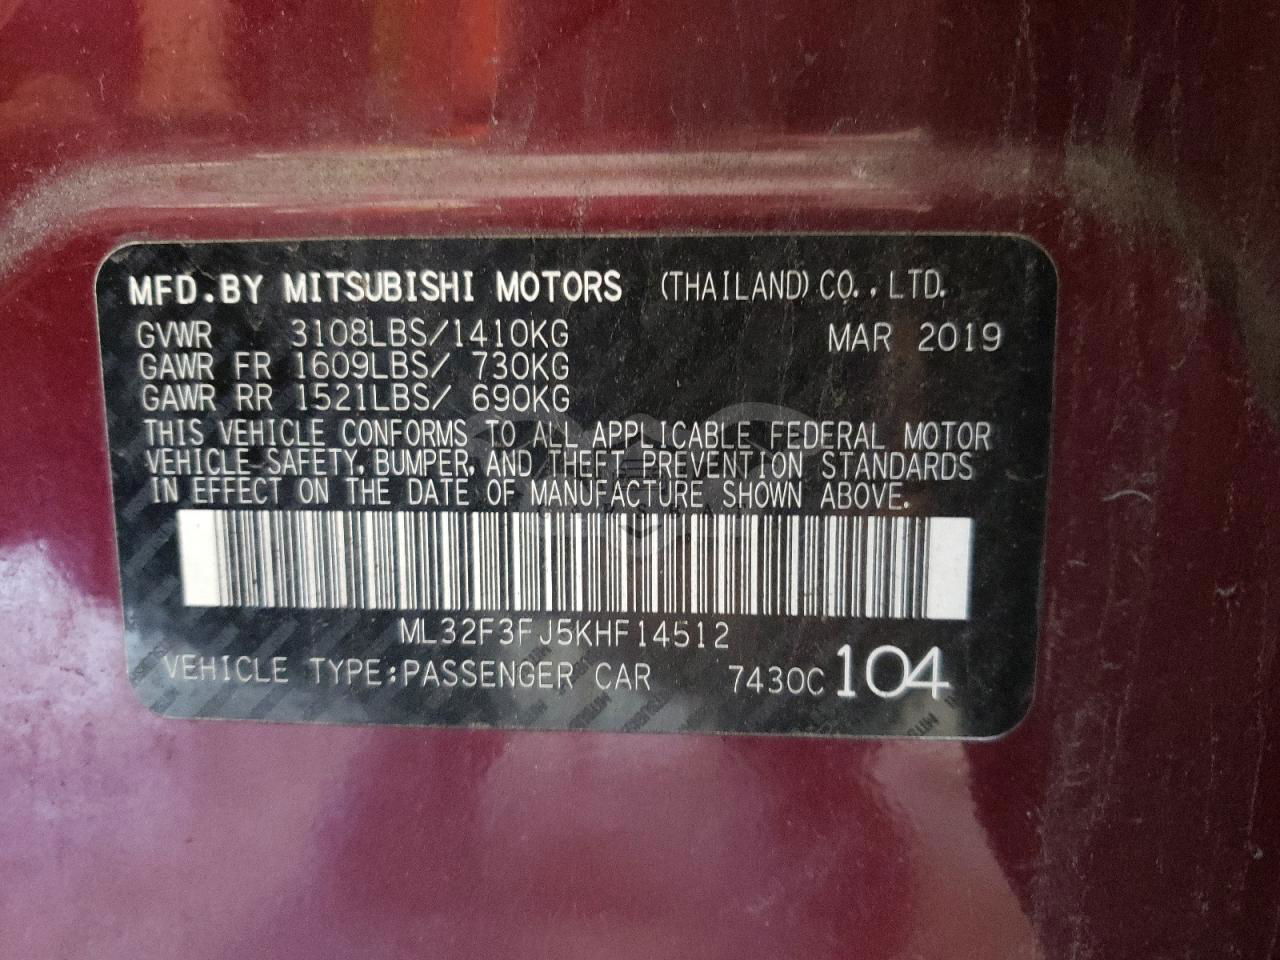 MFD.BY MITSUBISHI MOTORS (THAILAND) CO.,LTD.
GVWR 3108LBS/1410KG MAR 2019
GAWR FR 1609LBS/ 730KG
GAWR RR 1521LBS/ 690KG
THIS VEHICLE CONFORMS TO ALL APPLICABLE FEDERAL MOTOR
VEHICLE SAFETY, BUMPER, AND THEFT PREVENTION STANDARDS
IN EFFECT ON THE DATE OF MANUFACTURE SHOWN ABOVE.
ML32F3FJ5KHF14512
VEHICLE TYPE:PASSENGER CAR 7430C 104